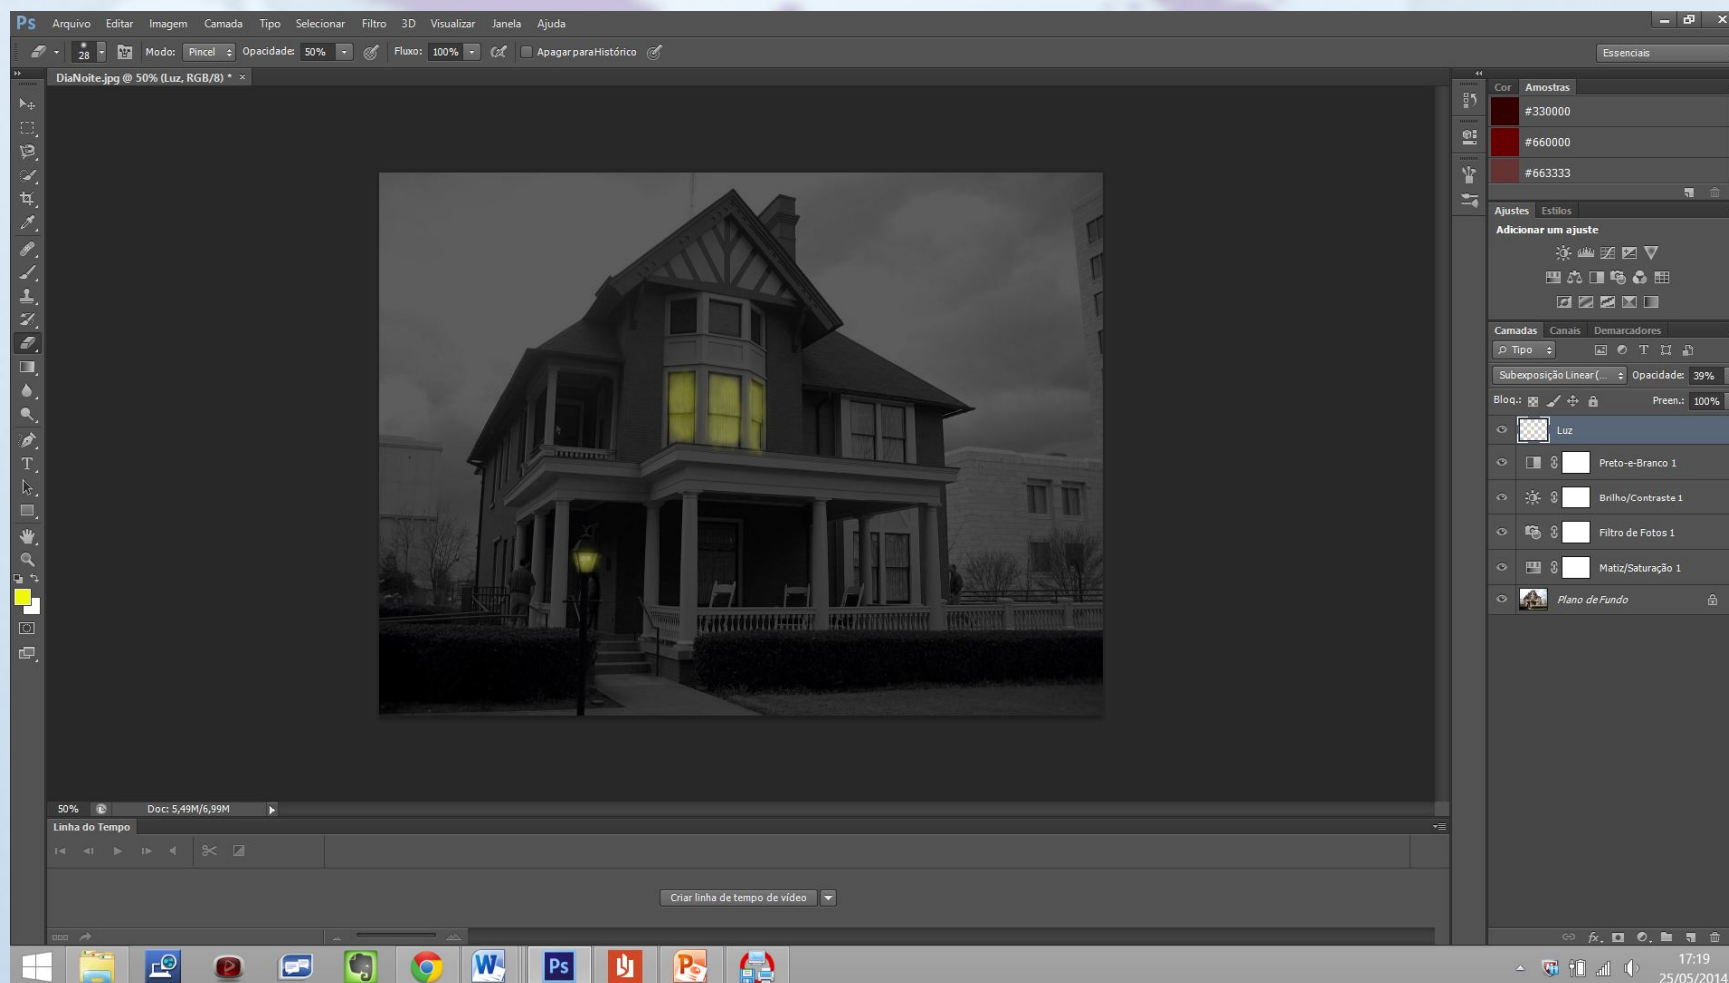 Ps Arquivo Editar Imagem Camada Tipo Selecionar Filtro 3D Visualizar Janela Ajuda
28 Modo: Pincel Opacidade: 50% Fluxo: 100% Apagar para Histórico Essenciais
DiaNoite.jpg @ 50% (Luz, RGB/8) * ×
Cor Amostras
#330000
#660000
#663333
Ajustes Estilos
Adicionar um ajuste
Camadas Canais Demarcadores
Tipo T
Subexposição Linear (... Opacidade: 39%
Bloq.: Preen.: 100%
Luz
Preto-e-Branco 1
Brilho/Contraste 1
Filtro de Fotos 1
Matiz/Saturação 1
Plano de Fundo
T
50% Doc: 5,49M/6,99M
Linha do Tempo
Criar linha de tempo de vídeo
fx
W Ps P
17:19
25/05/2014